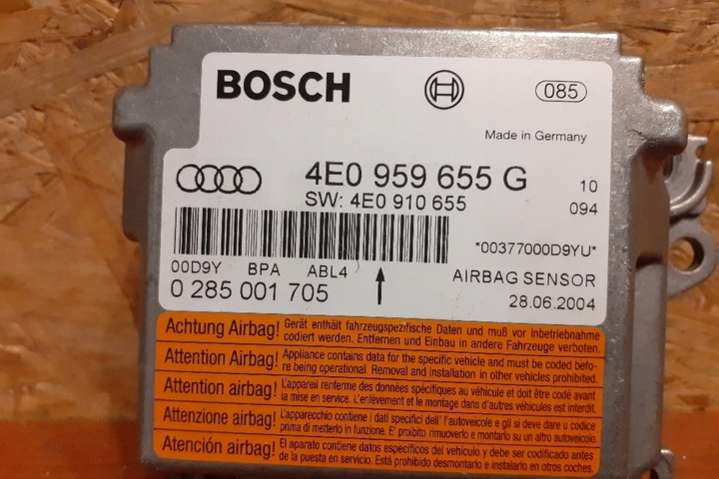 BOSCH
085
Made in Germany
4E0 959 655 G
10
SW: 4E0 910 655
094
*00377000D9YU*
00D9Y BPA ABL4
AIRBAG SENSOR
0 285 001 705
28.06.2004
Achtung Airbag! Gerät enthält fahrzeugspezifische Daten und muß vor Inbetriebnahme
codiert werden. Entfernen und Einbau in andere Fahrzeuge verboten.
Attention Airbag! Appliance contains data for the specific vehicle and must be coded befo-
re being operational. Removal and installation in other vehicles prohibited.
Attention airbag! L'appareil renferme des données spécifiques au véhicule et doit être codé avant
la mise en service. L'enlèvement et le montage dans d'autres véhicules est interdit.
Attenzione airbag! L'apparecchio contiene i dati specifici dell'autoveicolo e gli si deve dare u codice
prima di metterlo in funzione. E' proibito rimuoverlo e montarlo su un altro autoveicolo.
Atención airbag! El aparato contiene datos específicos del vehículo y debe ser codificado antes
de la puesta en servicio. Está prohibido desmontarlo e instalarlo en otros coches.